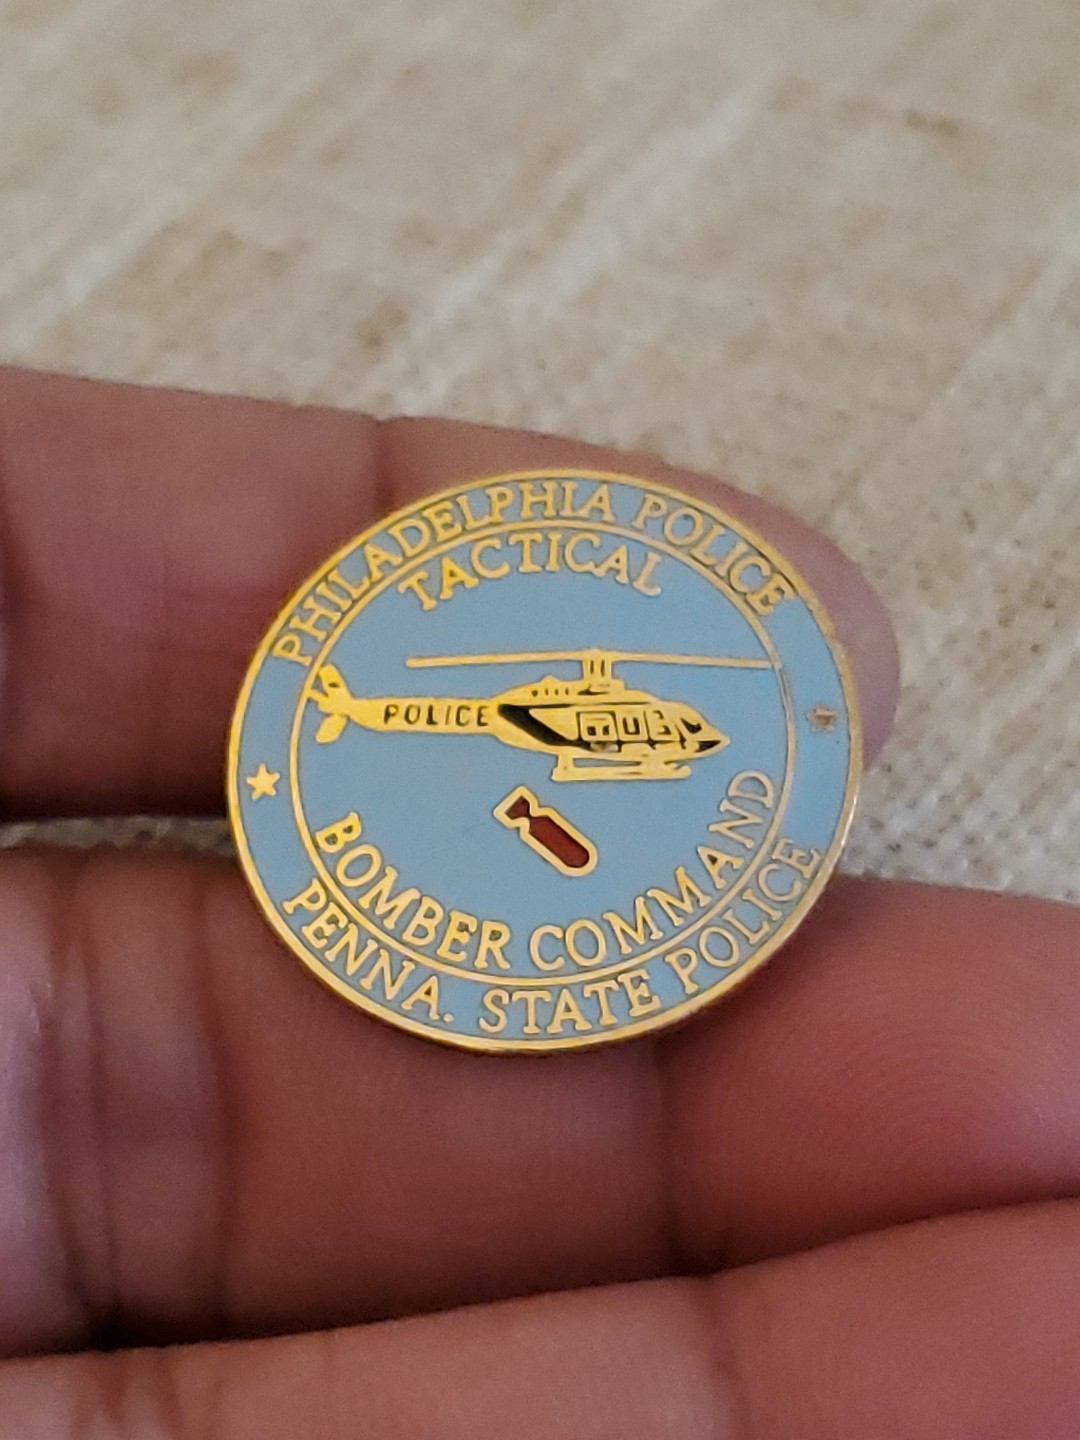 PHILADELPHIA POLICE
TACTICAL
POLICE
BOMBER COMMAND
PENNA. STATE POLICE